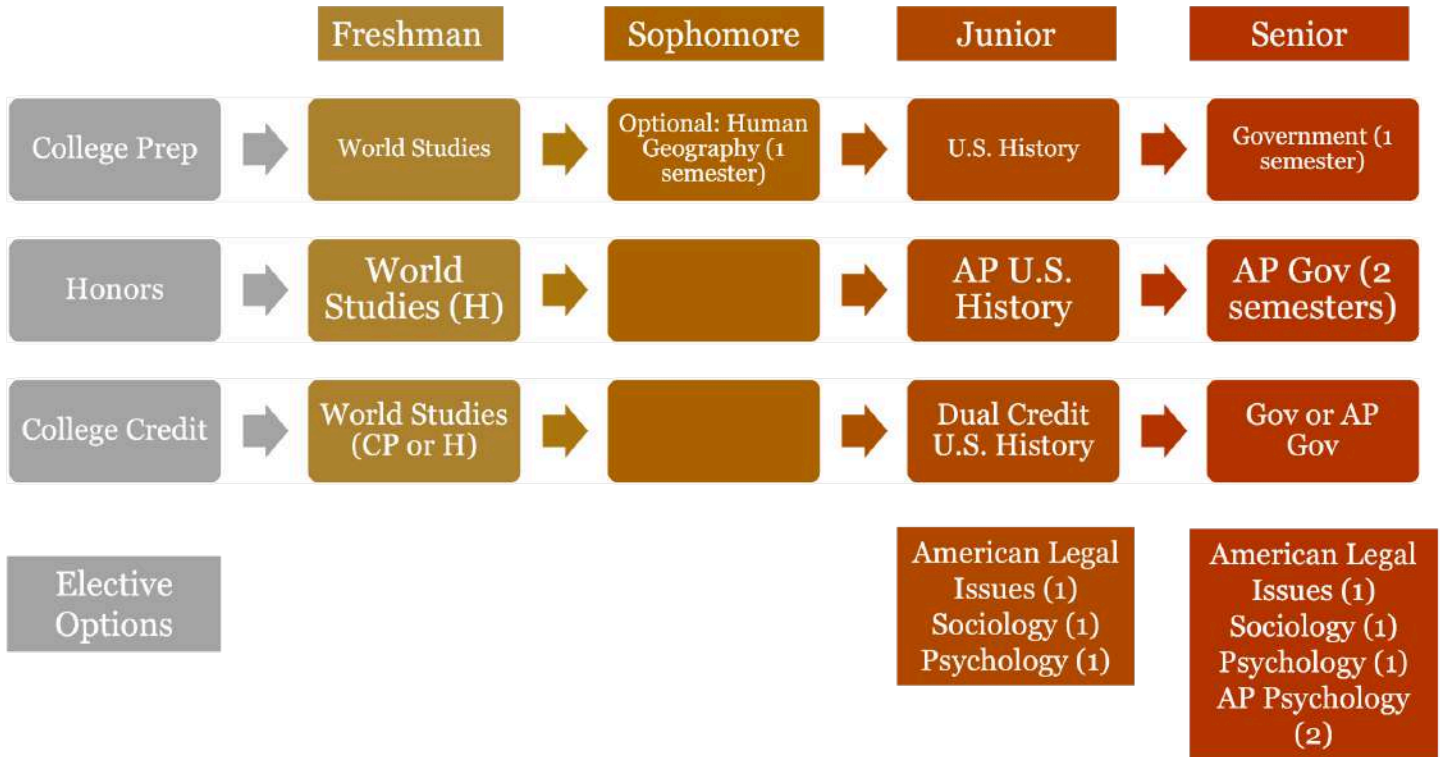 Freshman
Sophomore
Junior
Senior
College Prep
World Studies
Optional: Human
Geography (1
semester)
U.S. History
Government (1
semester)
Honors
World
Studies (H)
AP U.S.
History
AP Gov (2
semesters)
College Credit
World Studies
(CP or H)
Dual Credit
U.S. History
Gov or AP
Gov
Elective
Options
American Legal
Issues (1)
Sociology (1)
Psychology (1)
American Legal
Issues (1)
Sociology (1)
Psychology (1)
AP Psychology
(2)